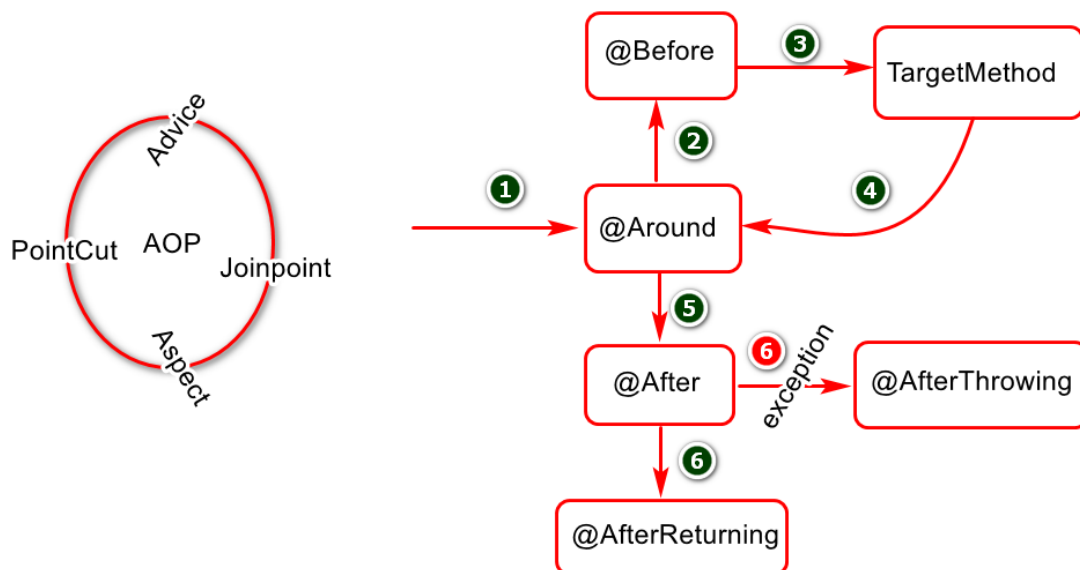 Advice
PointCut
AOP
Joinpoint
Aspect
@Before
3
TargetMethod
2
1
4
@Around
5
@After
6
exception
@AfterThrowing
6
@AfterReturning